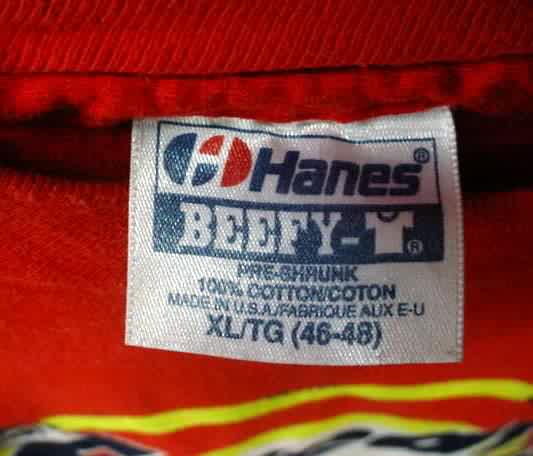 H Hanes®
BEEFY-T®
PRE-SHRUNK
100% COTTON/COTON
MADE IN U.S.A/FABRIQUE AUX E-U
XL/TG (46-48)